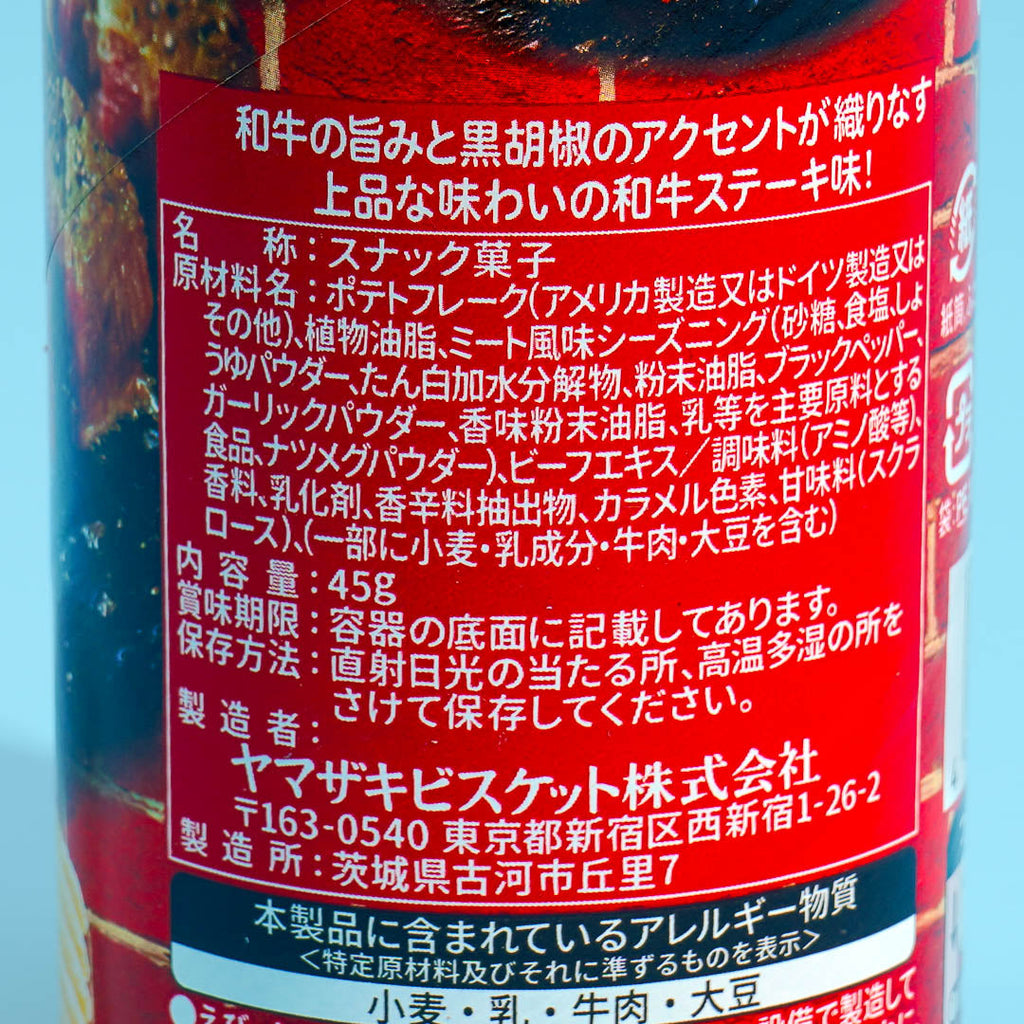 和牛の旨みと黒胡椒のアクセントが織りなす
上品な味わいの和牛ステーキ味!
名称:スナック菓子
原材料名:ポテトフレーク(アメリカ製造又はドイツ製造又は
その他)、植物油脂、ミート風味シーズニング(砂糖、食塩、しょ
うゆパウダー、たん白加水分解物、粉末油脂、ブラックペッパー、
ガーリックパウダー、香味粉末油脂、乳等を主要原料とする
食品、ナツメグパウダー)、ビーフエキス/調味料(アミノ酸等)、
香料、乳化剤、香辛料抽出物、カラメル色素、甘味料(スクラ
ロース)、(一部に小麦・乳成分・牛肉・大豆を含む)
内容量:45g
賞味期限:容器の底面に記載してあります。
保存方法:直射日光の当たる所、高温多湿の所を
さけて保存してください。
製造者:
ヤマザキビスケット株式会社
〒163-0540 東京都新宿区西新宿1-26-2
製造所:茨城県古河市丘里7
本製品に含まれているアレルギー物質
<特定原材料及びそれに準ずるものを表示>
小麦・乳・牛肉・大豆
設備で製造して
紙
紙筒
袋